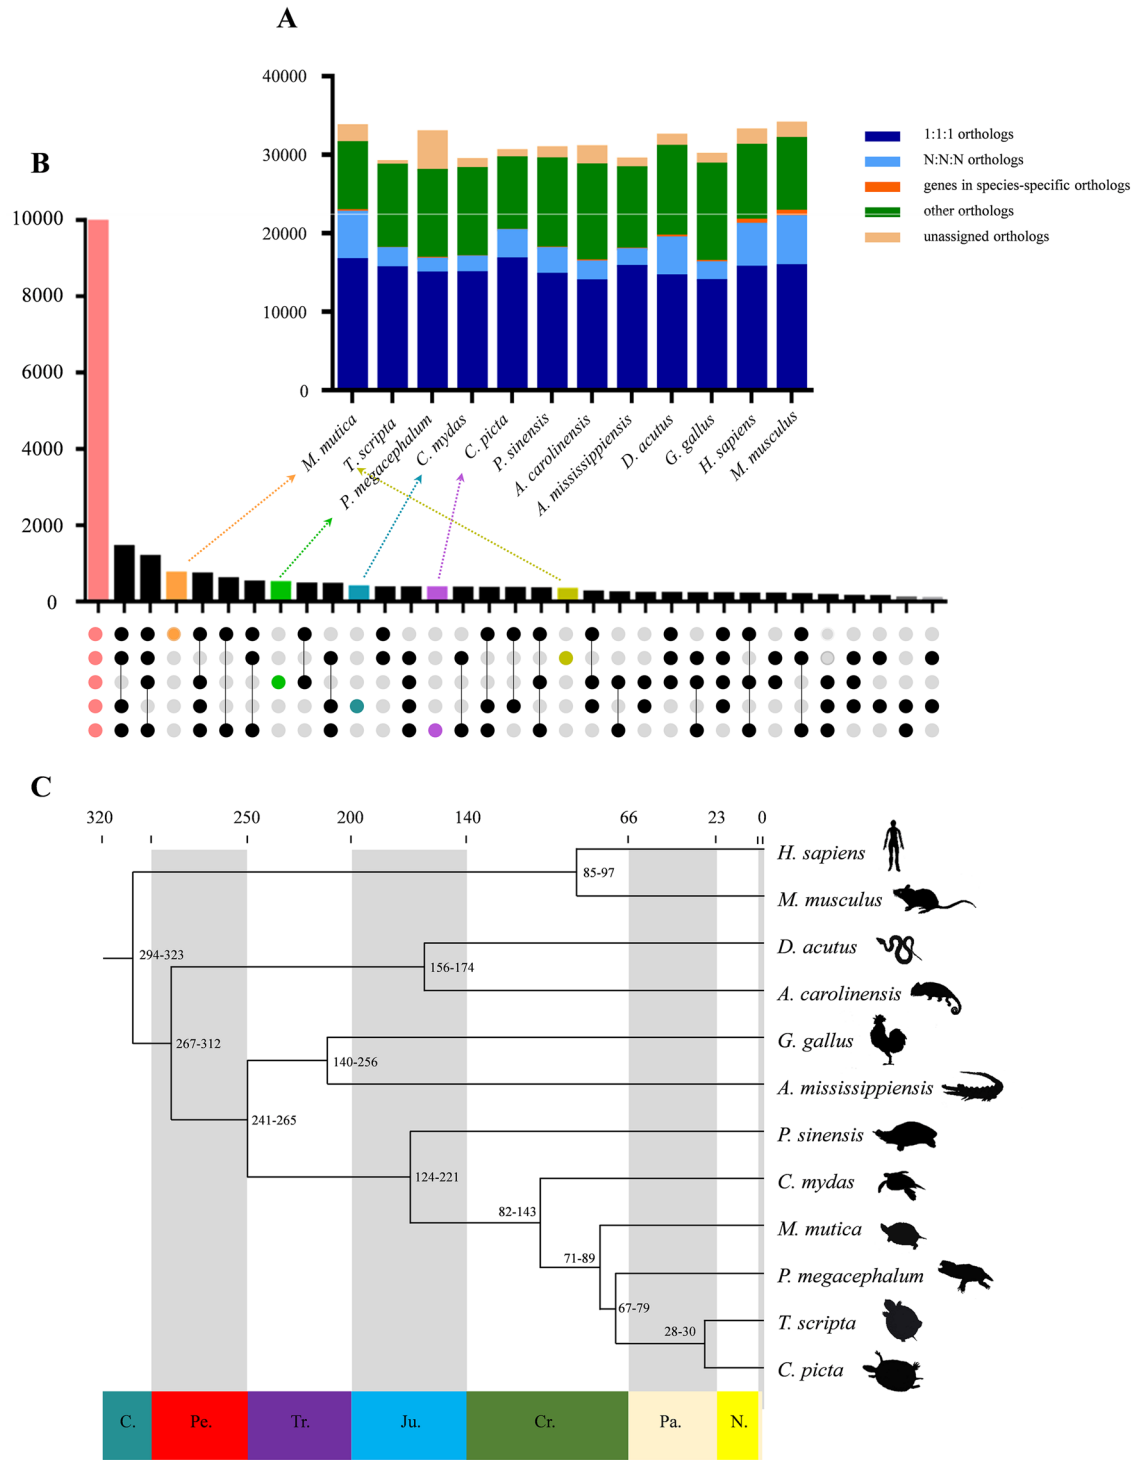 A
40000
30000
20000
10000
0
1:1:1 orthologs
N:N:N orthologs
genes in species-specific orthologs
other orthologs
unassigned orthologs
M. mutica
T. scripta
P. megacephalum
C. mydas
C. picta
P. sinensis
A. carolinensis
A. mississippiensis
D. acutus
G. gallus
H. sapiens
M. musculus
B
10000
8000
6000
4000
2000
0
C
320 250 200 140 66 23 0
H. sapiens
85-97
M. musculus
D. acutus
294-323
156-174
A. carolinensis
G. gallus
267-312
140-256
A. mississippiensis
241-265
P. sinensis
124-221
C. mydas
82-143
M. mutica
71-89
P. megacephalum
67-79
T. scripta
28-30
C. picta
C. Pe. Tr. Ju. Cr. Pa. N.